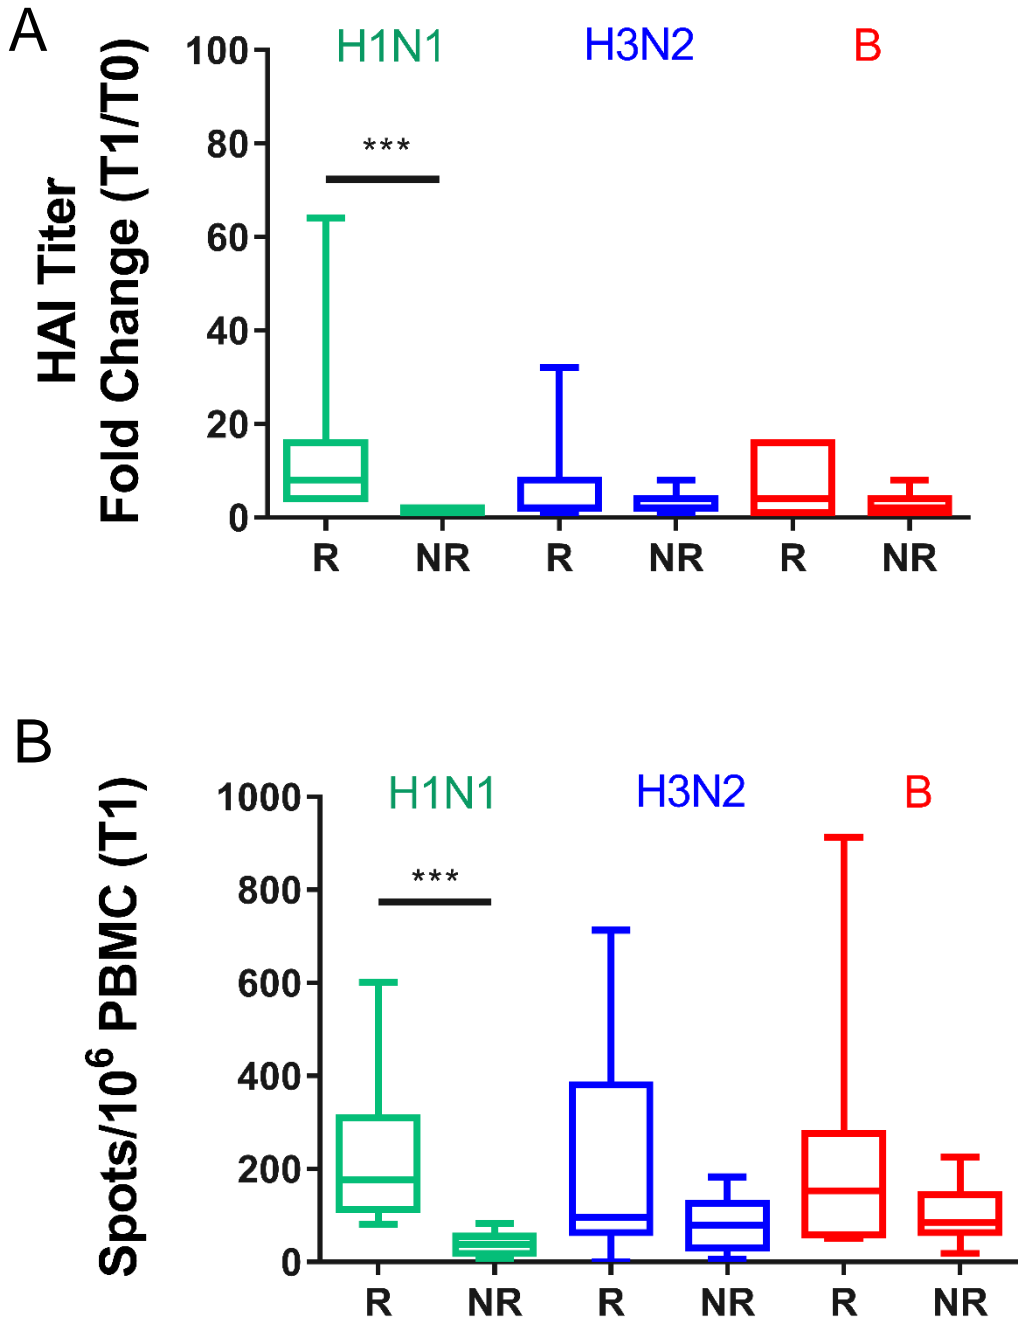 A
HAI Titer
Fold Change (T1/T0)
H1N1 H3N2 B
***
100
80
60
40
20
0
R NR R NR R NR
B
Spots/10⁶ PBMC (T1)
H1N1 H3N2 B
***
1000
800
600
400
200
0
R NR R NR R NR